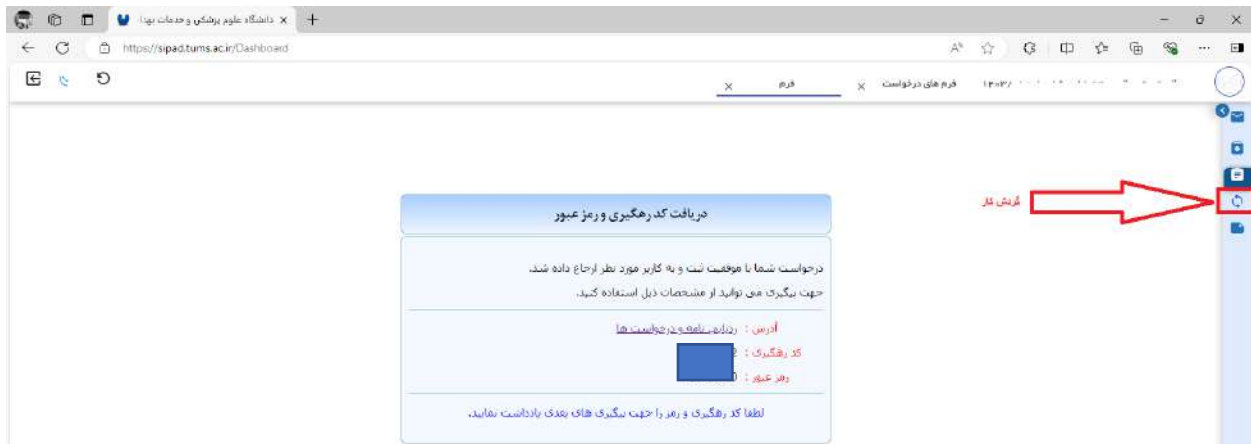 دانشگاه علوم پزشکی و خدمات بهدا
https://sipad.tums.ac.ir/Dashboard
فرم های درخواست
فرم
گردش کار
دریافت کد رهگیری و رمز عبور
درخواست شما با موفقیت ثبت و به کاربر مورد نظر ارجاع داده شد.
جهت پیگیری می توانید از مشخصات ذیل استفاده کنید.
آدرس : ردیابی نامه و درخواست ها
کد رهگیری : 2
رمز عبور : 0
لطفا کد رهگیری و رمز را جهت پیگیری های بعدی یادداشت نمایید.